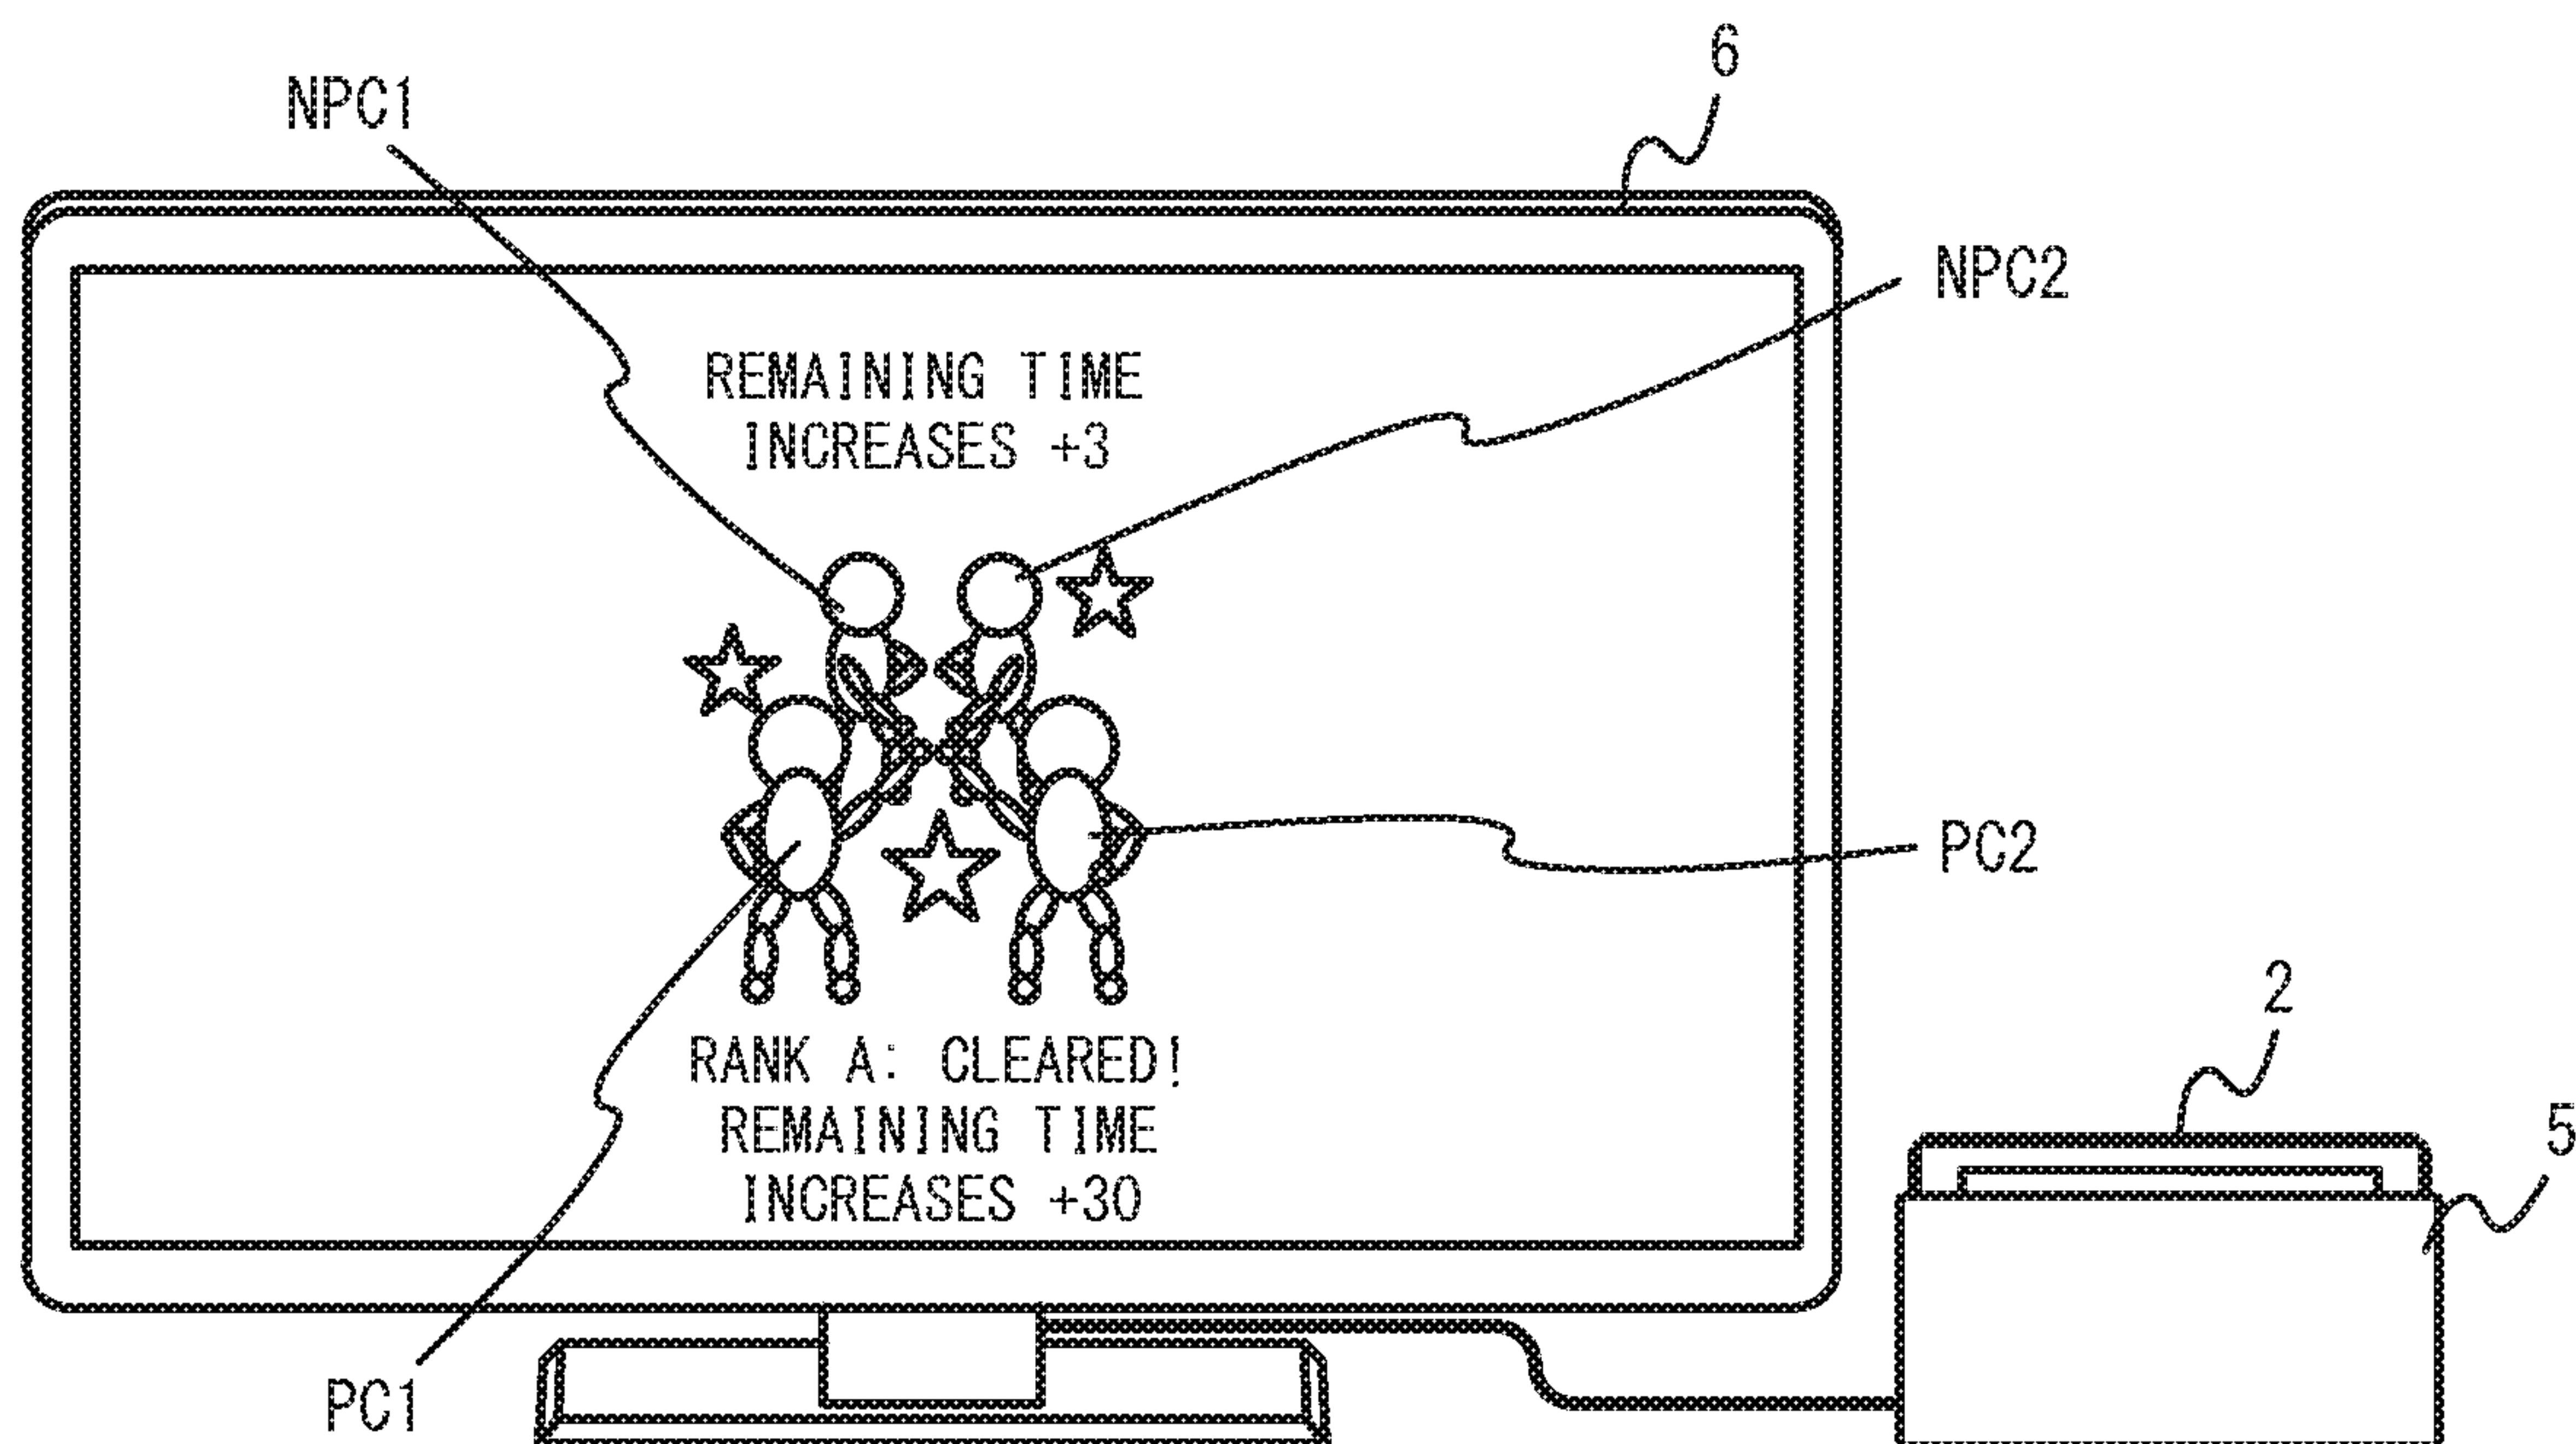 6
NPC1
NPC2
REMAINING TIME
INCREASES +3
PC2
2
RANK A: CLEARED!
REMAINING TIME
INCREASES +30
5
PC1